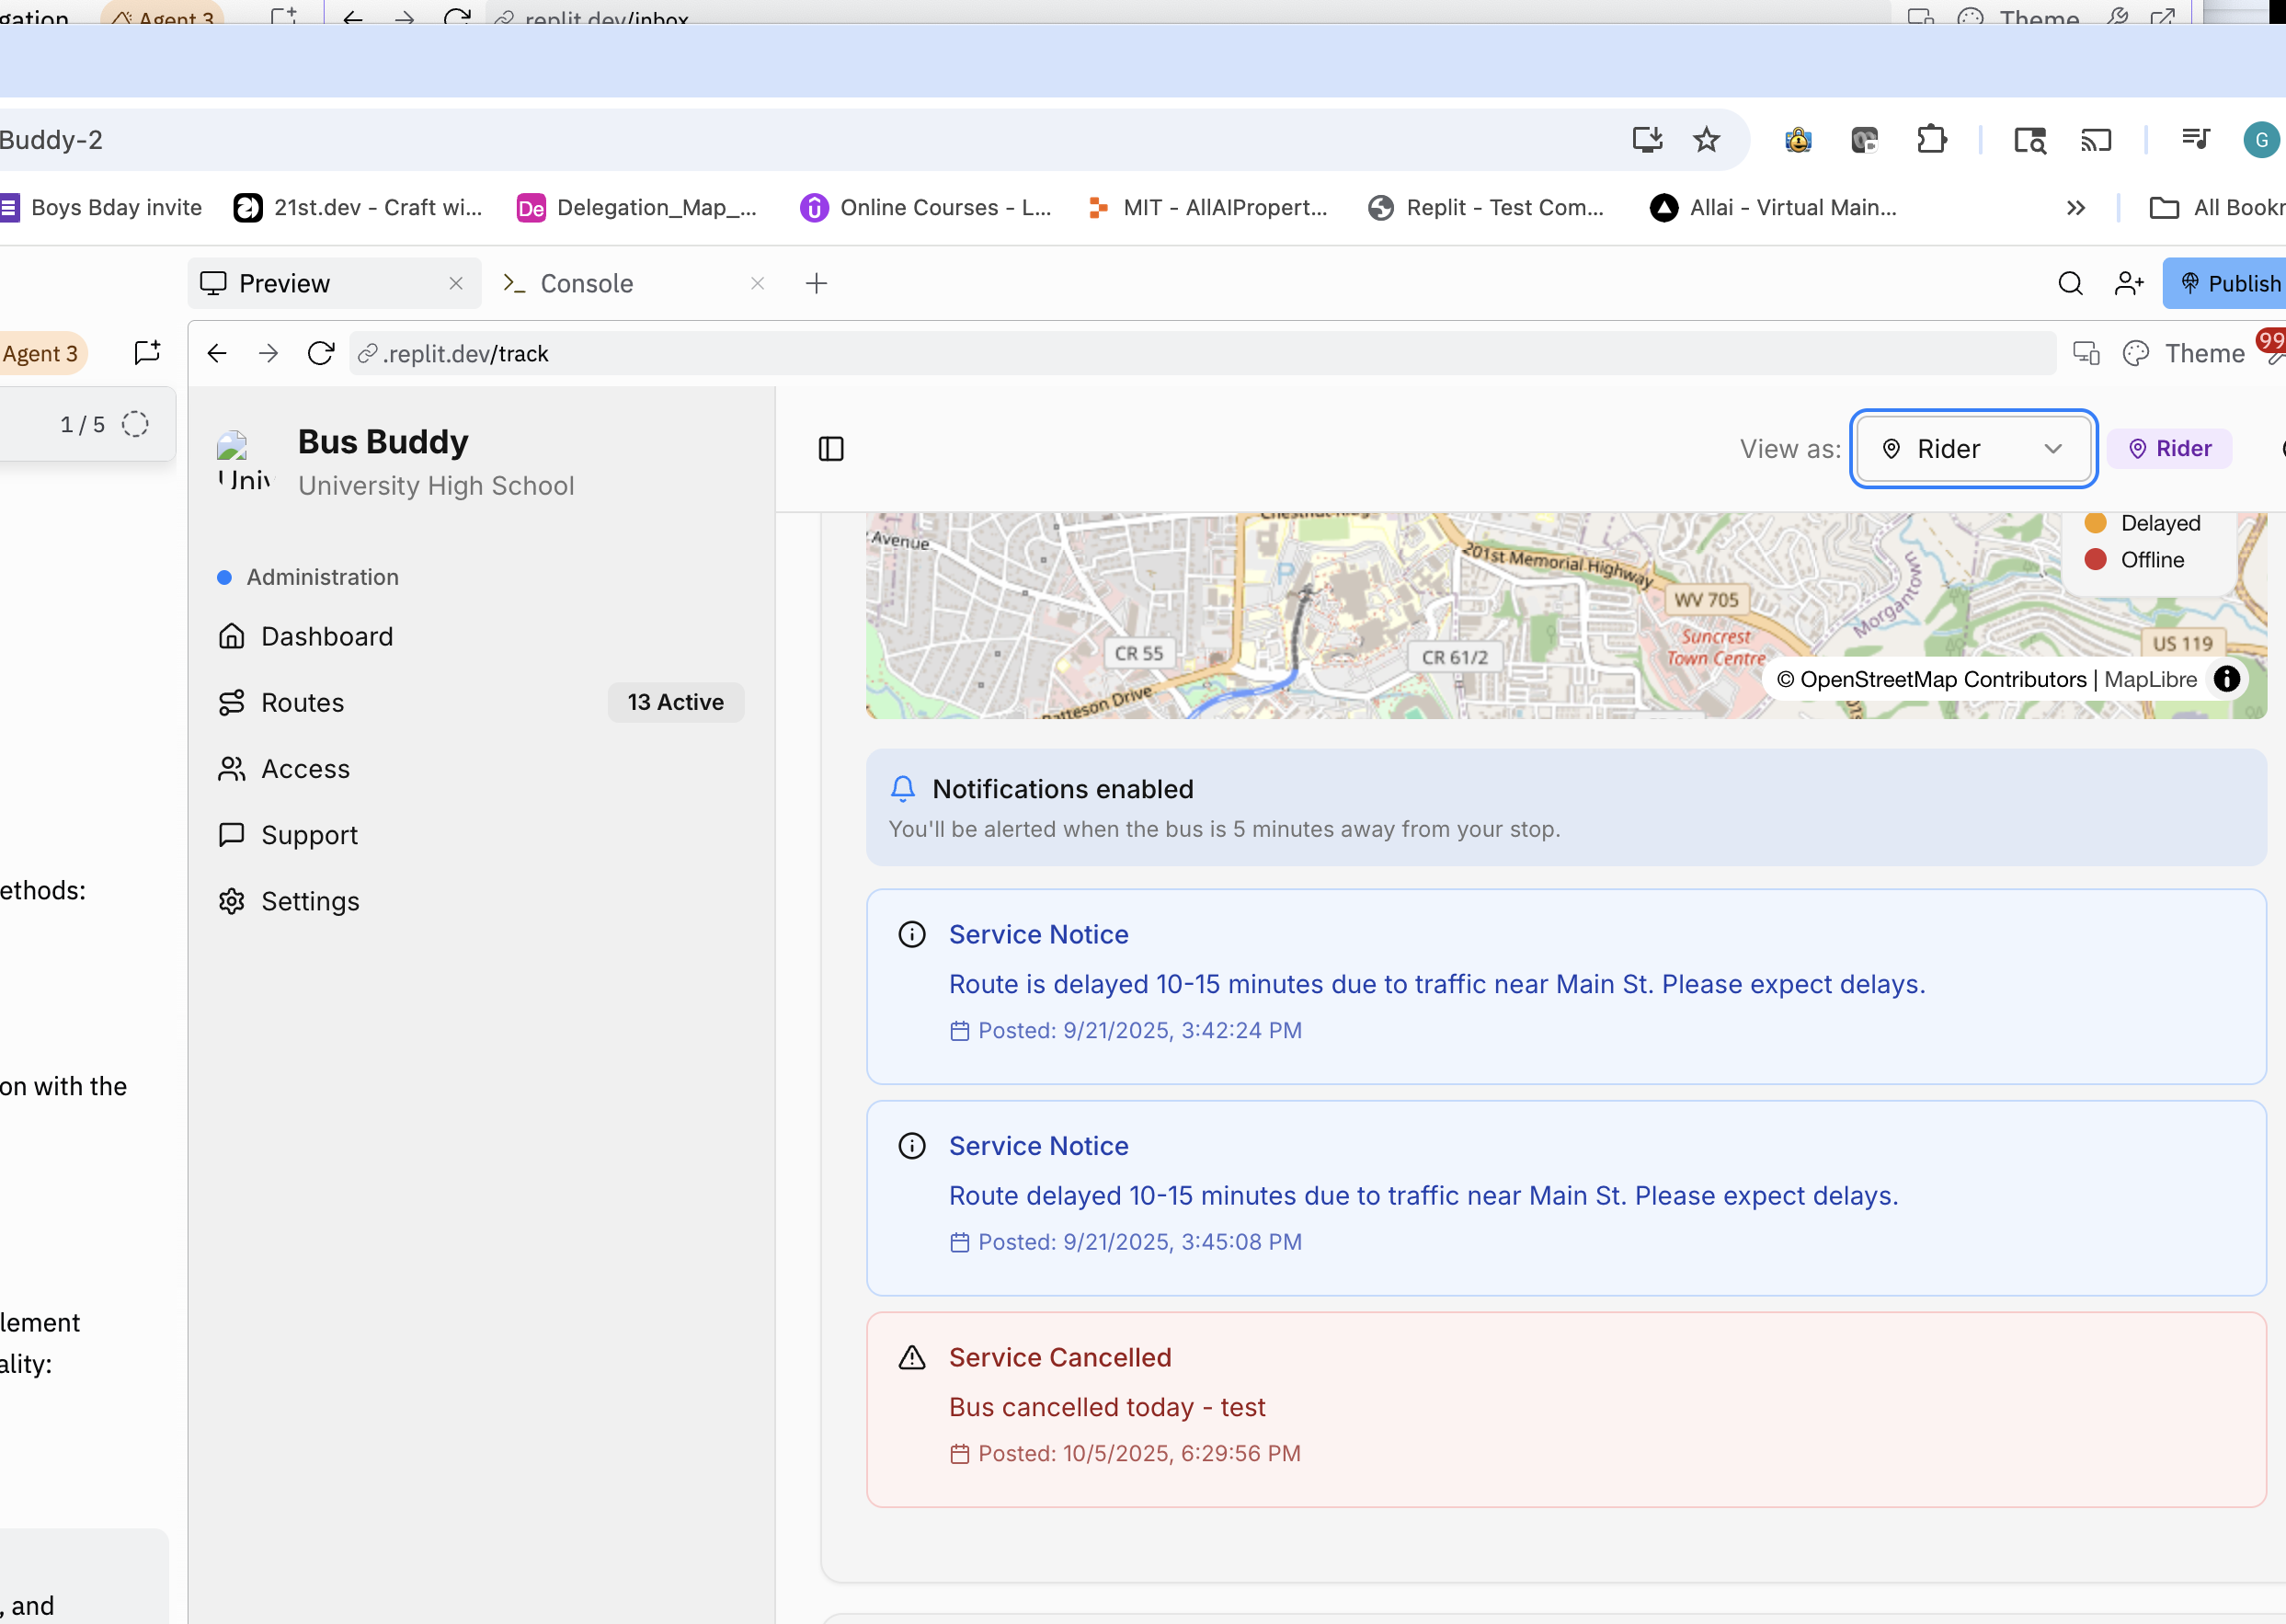 Agent 3
replit.dev/inbox
Theme
Buddy-2
G
Boys Bday invite
21st.dev - Craft wi...
De Delegation_Map_...
Online Courses - L...
MIT - AllAIPropert...
Replit - Test Com...
Allai - Virtual Main...
All Bookr
Preview
Console
Publish
Agent 3
.replit.dev/track
Theme
99
1 / 5
Univ
Bus Buddy
University High School
View as:
Rider
Rider
Administration
Dashboard
Routes
13 Active
Access
Support
Settings
ethods:
on with the
lement
ality:
, and
Delayed
Offline
Avenue
201st Memorial Highway
WV 705
Morgantown
P
Suncrest
Town Centre
US 119
CR 55
CR 61/2
atteson Drive
© OpenStreetMap Contributors | MapLibre
Notifications enabled
You'll be alerted when the bus is 5 minutes away from your stop.
Service Notice
Route is delayed 10-15 minutes due to traffic near Main St. Please expect delays.
Posted: 9/21/2025, 3:42:24 PM
Service Notice
Route delayed 10-15 minutes due to traffic near Main St. Please expect delays.
Posted: 9/21/2025, 3:45:08 PM
Service Cancelled
Bus cancelled today - test
Posted: 10/5/2025, 6:29:56 PM